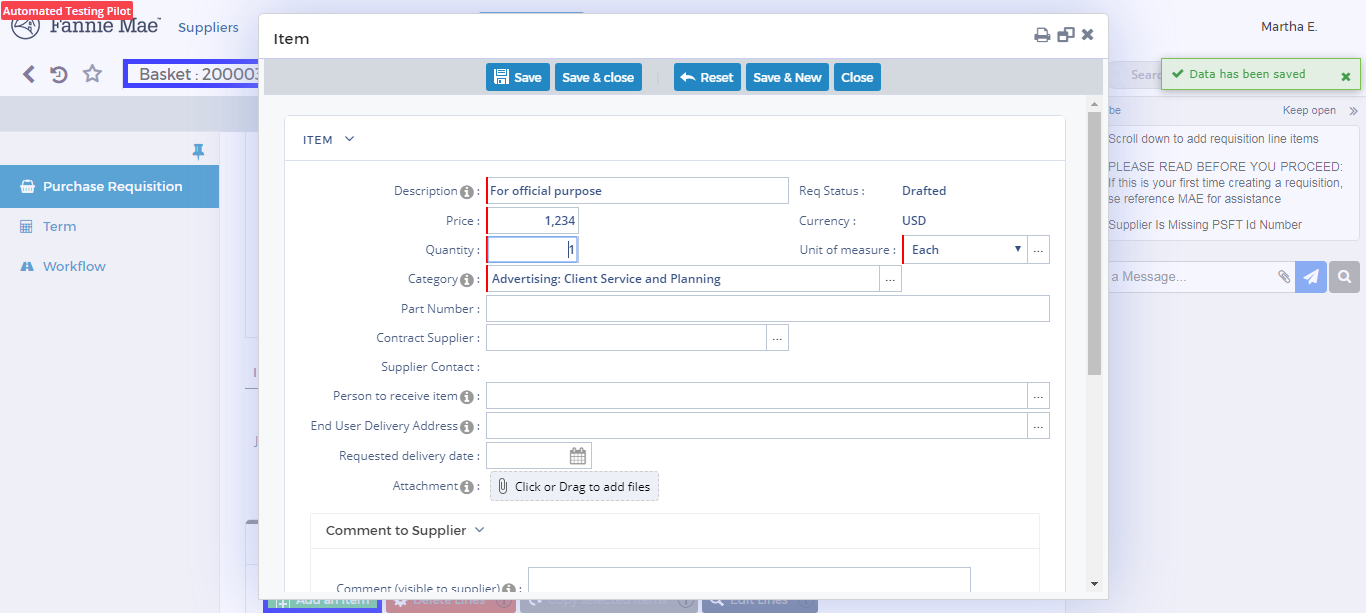 Automated Testing Pilot
Fannie Mae
Suppliers
Martha E.
Basket : 200003
Item
Save
Save & close
Reset
Save & New
Close
Data has been saved
Keep open
Purchase Requisition
Term
Workflow
ITEM
Description :
For official purpose
Req Status :
Drafted
Price :
1,234
Currency :
USD
Quantity :
1
Unit of measure :
Each
...
Category :
Advertising: Client Service and Planning
...
Part Number :
Contract Supplier :
...
Supplier Contact :
Person to receive item :
...
End User Delivery Address :
...
Requested delivery date :
Attachment :
Click or Drag to add files
Comment to Supplier
Comment (visible to supplier) :
Scroll down to add requisition line items
PLEASE READ BEFORE YOU PROCEED:
If this is your first time creating a requisition,
se reference MAE for assistance
Supplier Is Missing PSFT Id Number
a Message...
Add an item
Delete Lines
Copy selected items
Edit Lines